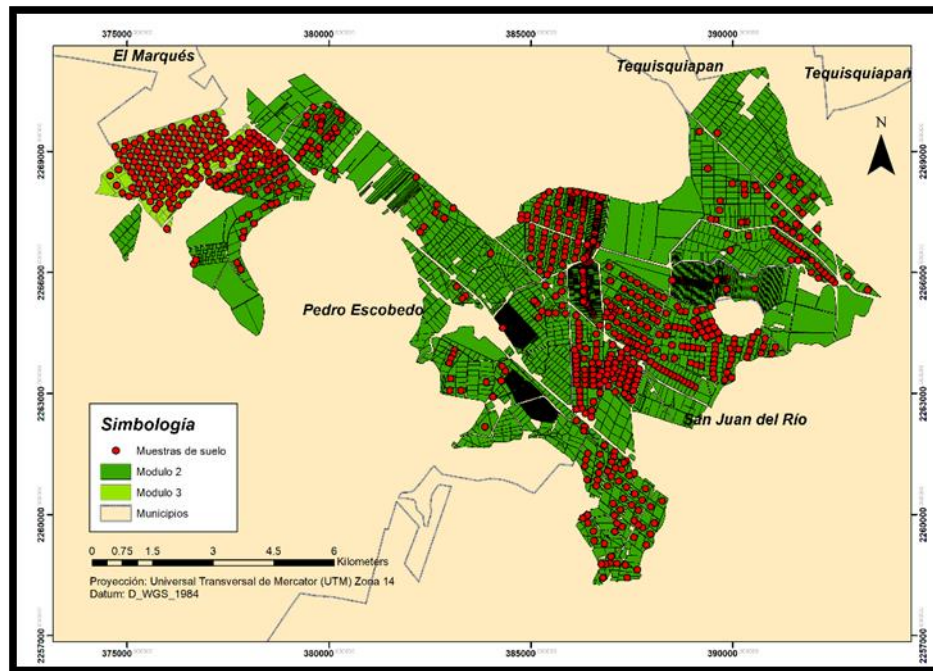 375000
380000
385000
390000
El Marqués
Tequisquiapan
Tequisquiapan
N
2269000
2269000
2266000
2266000
Pedro Escobedo
2263000
2263000
San Juan del Río
Simbología
Muestras de suelo
Modulo 2
Modulo 3
Municipios
2260000
2260000
0 0.75 1.5 3 4.5 6
Kilometers
Proyección: Universal Transversal de Mercator (UTM) Zona 14
Datum: D_WGS_1984
2257000
2257000
375000
380000
385000
390000